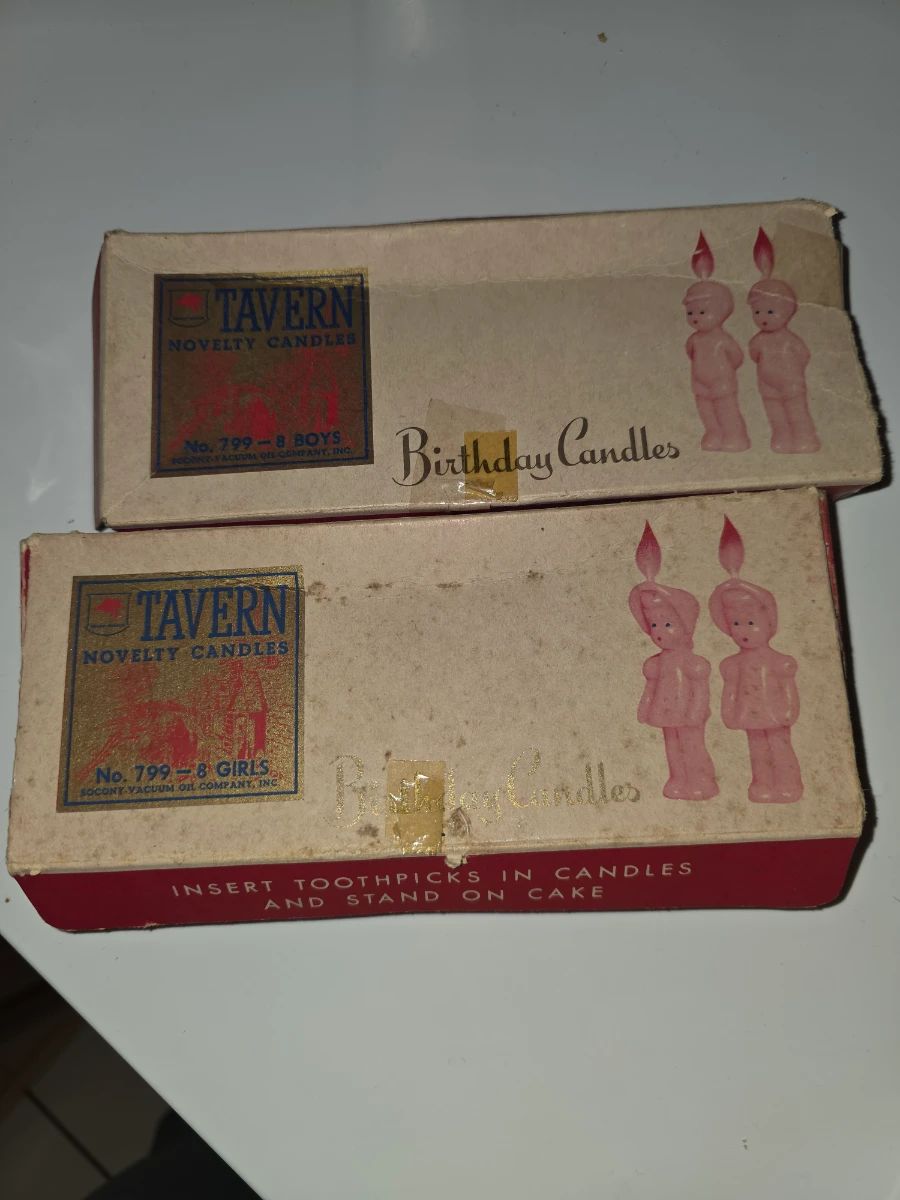 TAVERN
NOVELTY CANDLES
No. 799 – 8 BOYS
SOCONY-VACUUM OIL COMPANY, INC.
Birthday Candles
TAVERN
NOVELTY CANDLES
No. 799 – 8 GIRLS
SOCONY-VACUUM OIL COMPANY, INC.
Birthday Candles
INSERT TOOTHPICKS IN CANDLES
AND STAND ON CAKE